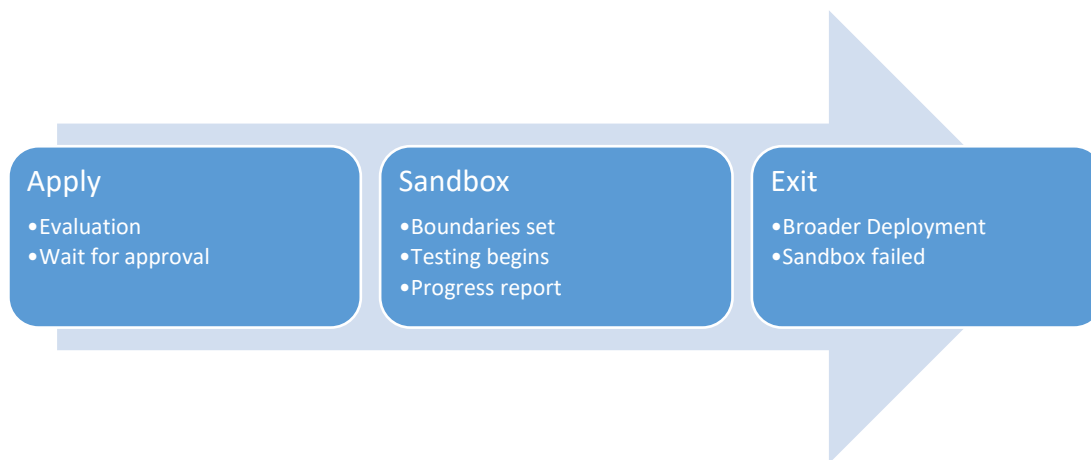 Apply
•Evaluation
•Wait for approval
Sandbox
•Boundaries set
•Testing begins
•Progress report
Exit
•Broader Deployment
•Sandbox failed